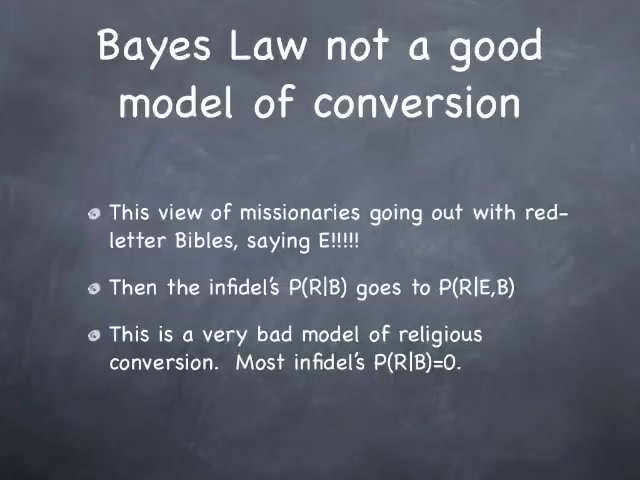 Bayes Law not a good
model of conversion
This view of missionaries going out with red-
letter Bibles, saying E!!!!!
Then the infidel's P(R|B) goes to P(R|E,B)
This is a very bad model of religious
conversion.  Most infidel's P(R|B)=0.